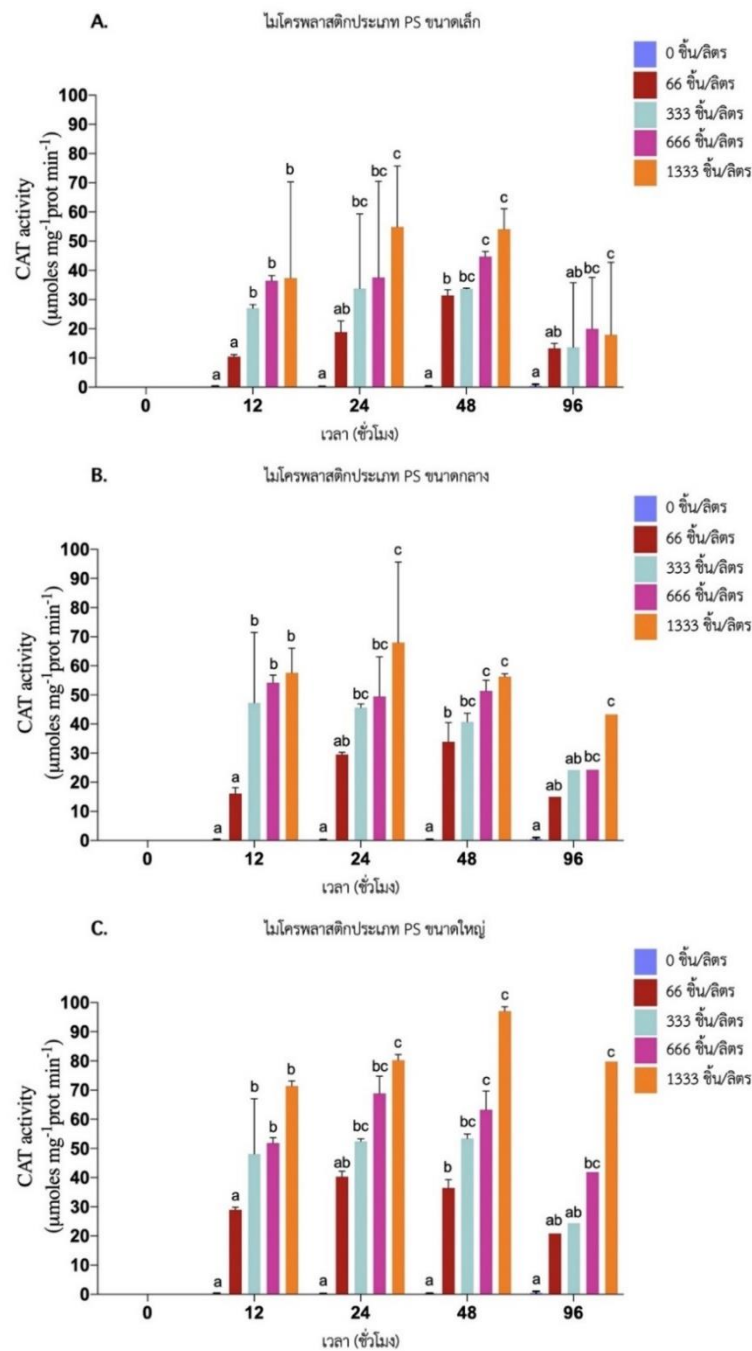 A.
ไมโครพลาสติกประเภท PS ขนาดเล็ก
0 ชิ้น/ลิตร
66 ชิ้น/ลิตร
333 ชิ้น/ลิตร
666 ชิ้น/ลิตร
1333 ชิ้น/ลิตร
CAT activity
(µmoles mg⁻¹prot min⁻¹)
100
90
80
70
60
50
40
30
20
10
0
a a b b b
a ab bc bc c
a b bc c c
a ab ab bc c
0 12 24 48 96
เวลา (ชั่วโมง)
B.
ไมโครพลาสติกประเภท PS ขนาดกลาง
0 ชิ้น/ลิตร
66 ชิ้น/ลิตร
333 ชิ้น/ลิตร
666 ชิ้น/ลิตร
1333 ชิ้น/ลิตร
CAT activity
(µmoles mg⁻¹prot min⁻¹)
100
90
80
70
60
50
40
30
20
10
0
a a b b b
a ab bc bc c
a b bc c c
a ab ab bc c
0 12 24 48 96
เวลา (ชั่วโมง)
C.
ไมโครพลาสติกประเภท PS ขนาดใหญ่
0 ชิ้น/ลิตร
66 ชิ้น/ลิตร
333 ชิ้น/ลิตร
666 ชิ้น/ลิตร
1333 ชิ้น/ลิตร
CAT activity
(µmoles mg⁻¹prot min⁻¹)
100
90
80
70
60
50
40
30
20
10
0
a a b b b
a ab bc bc c
a b bc c c
a ab ab bc c
0 12 24 48 96
เวลา (ชั่วโมง)